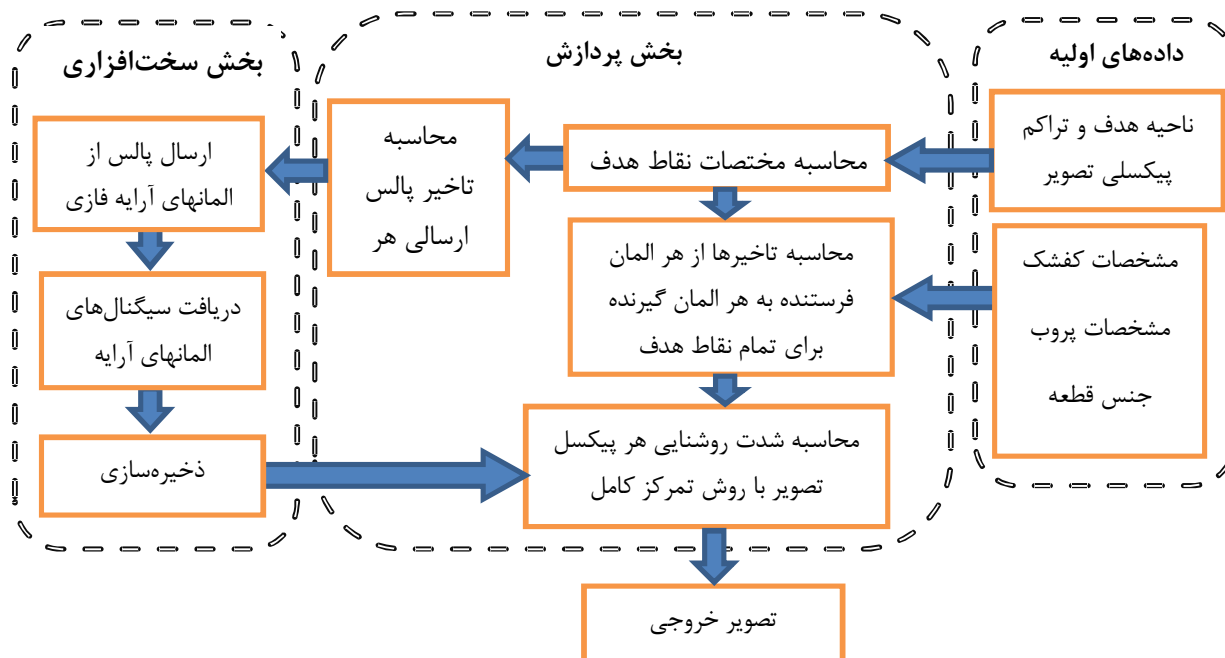 داده‌های اولیه
ناحیه هدف و تراکم
پیکسلی تصویر
مشخصات کفشک
مشخصات پروب
جنس قطعه
بخش پردازش
محاسبه مختصات نقاط هدف
محاسبه
تاخیر پالس
ارسالی هر
محاسبه تاخیرها از هر المان
فرستنده به هر المان گیرنده
برای تمام نقاط هدف
محاسبه شدت روشنایی هر پیکسل
تصویر با روش تمرکز کامل
بخش سخت‌افزاری
ارسال پالس از
المانهای آرایه فازی
دریافت سیگنال‌های
المانهای آرایه
ذخیره‌سازی
تصویر خروجی